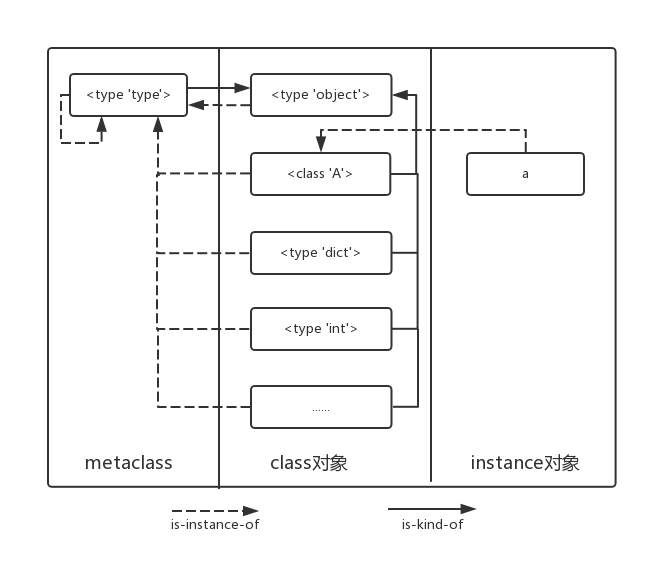 <type 'type'>
<type 'object'>
<class 'A'>
a
<type 'dict'>
<type 'int'>
......
metaclass
class对象
instance对象
is-instance-of
is-kind-of